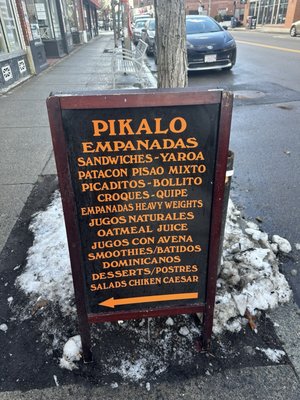 PIKALO
EMPANADAS
SANDWICHES-YAROA
PATACON PISAO MIXTO
PICADITOS-BOLLITO
CROQUES-QUIPE
EMPANADAS HEAVY WEIGHTS
JUGOS NATURALES
OATMEAL JUICE
JUGOS CON AVENA
SMOOTHIES/BATIDOS
DOMINICANOS
DESSERTS/POSTRES
SALADS CHIKEN CAESAR